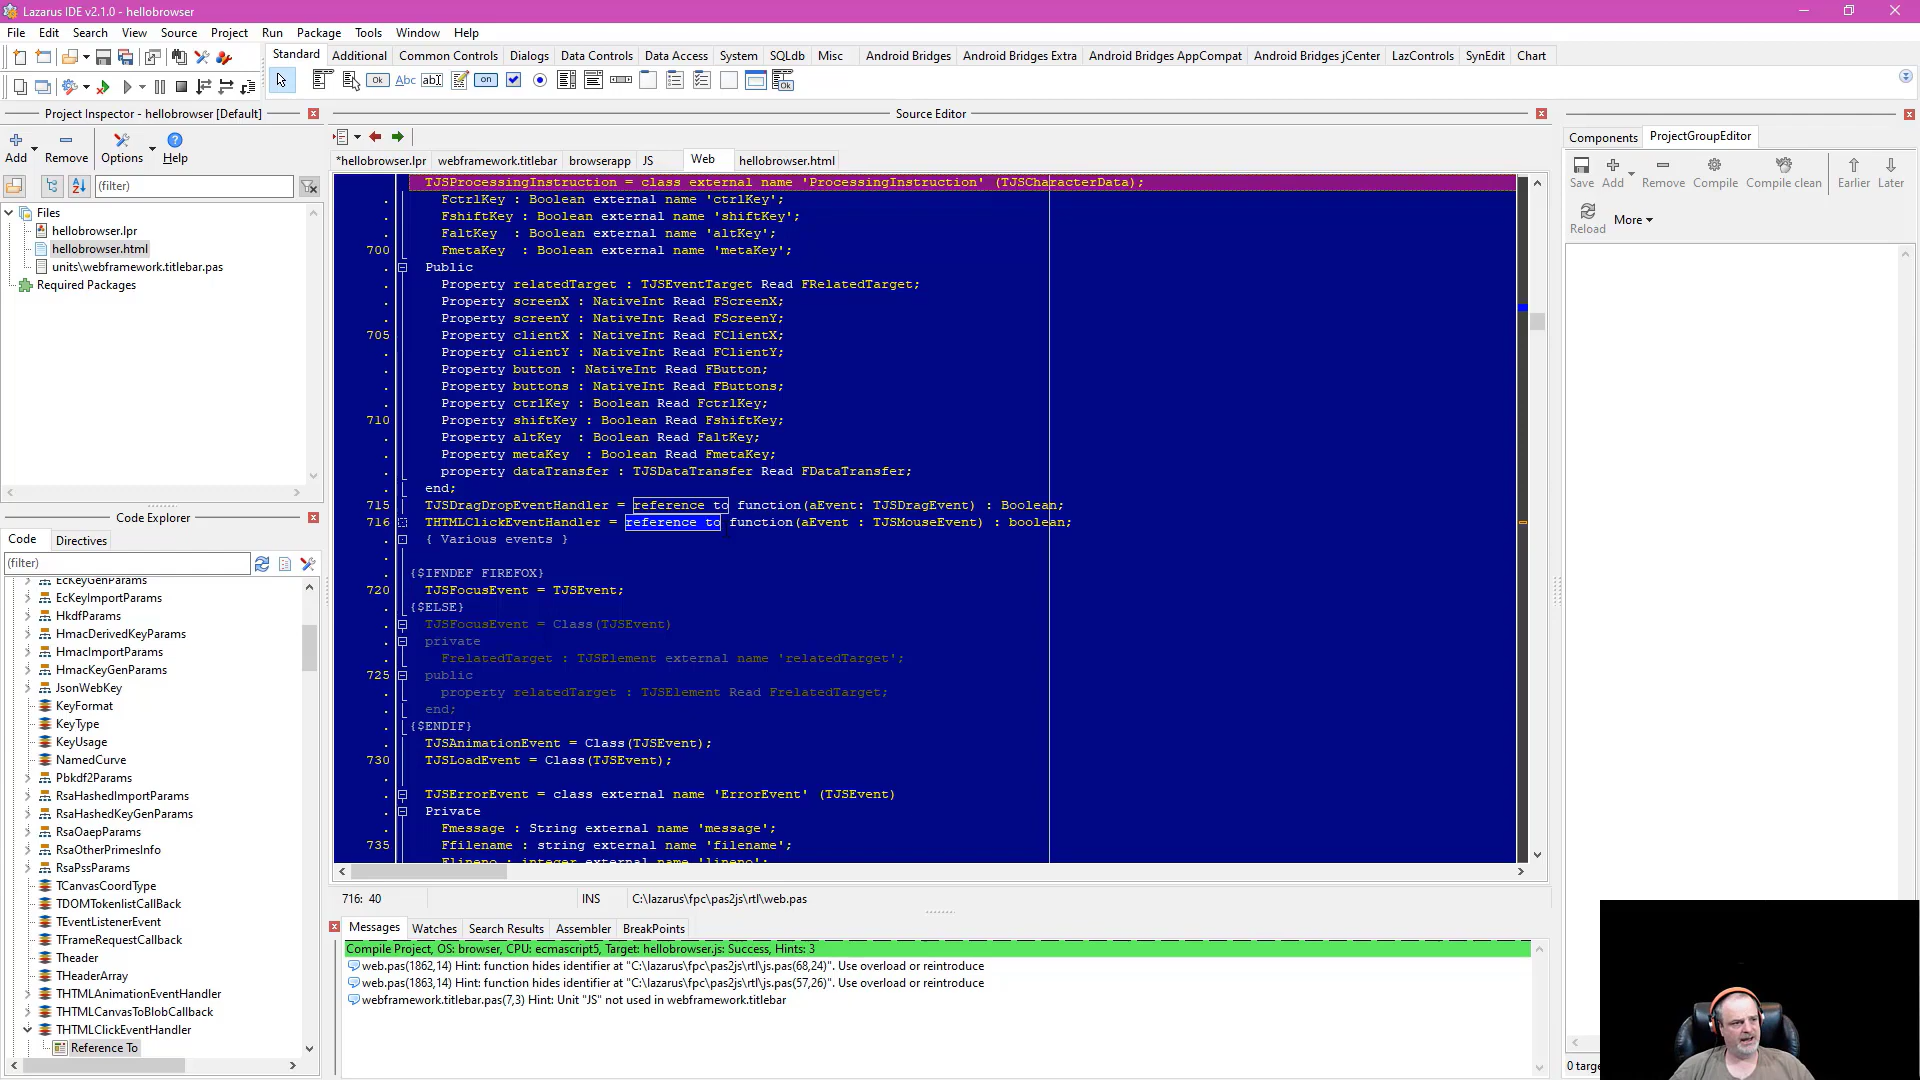 Lazarus IDE v2.1.0 - hellobrowser
File Edit Search View Source Project Run Package Tools Window Help
Standard Additional Common Controls Dialogs Data Controls Data Access System SQLdb Misc Android Bridges Android Bridges Extra Android Bridges AppCompat Android Bridges jCenter LazControls SynEdit Chart
Ok Abc abI on Ok
Project Inspector - hellobrowser [Default]
Add Remove Options Help
(filter)
Files
hellobrowser.lpr
hellobrowser.html
units\webframework.titlebar.pas
Required Packages
Code Explorer
Code Directives
(filter)
EcKeyGenParams
EcKeyImportParams
HkdfParams
HmacDerivedKeyParams
HmacImportParams
HmacKeyGenParams
JsonWebKey
KeyFormat
KeyType
KeyUsage
NamedCurve
Pbkdf2Params
RsaHashedImportParams
RsaHashedKeyGenParams
RsaOaepParams
RsaOtherPrimesInfo
RsaPssParams
TCanvasCoordType
TDOMTokenlistCallBack
TEventListenerEvent
TFrameRequestCallback
Theader
THeaderArray
THTMLAnimationEventHandler
THTMLCanvasToBlobCallback
THTMLClickEventHandler
Reference To
Source Editor
*hellobrowser.lpr webframework.titlebar browserapp JS Web hellobrowser.html
TJSProcessingInstruction = class external name 'ProcessingInstruction' (TJSCharacterData);
FctrlKey : Boolean external name 'ctrlKey';
FshiftKey : Boolean external name 'shiftKey';
FaltKey  : Boolean external name 'altKey';
700 FmetaKey  : Boolean external name 'metaKey';
Public
Property relatedTarget : TJSEventTarget Read FRelatedTarget;
Property screenX : NativeInt Read FScreenX;
Property screenY : NativeInt Read FScreenY;
705 Property clientX : NativeInt Read FClientX;
Property clientY : NativeInt Read FClientY;
Property button : NativeInt Read FButton;
Property buttons : NativeInt Read FButtons;
Property ctrlKey : Boolean Read FctrlKey;
710 Property shiftKey : Boolean Read FshiftKey;
Property altKey  : Boolean Read FaltKey;
Property metaKey  : Boolean Read FmetaKey;
property dataTransfer : TJSDataTransfer Read FDataTransfer;
end;
715 TJSDragDropEventHandler = reference to function(aEvent: TJSDragEvent) : Boolean;
716 THTMLClickEventHandler = reference to function(aEvent : TJSMouseEvent) : boolean;
{ Various events }
{$IFNDEF FIREFOX}
720 TJSFocusEvent = TJSEvent;
{$ELSE}
TJSFocusEvent = Class(TJSEvent)
private
FrelatedTarget : TJSElement external name 'relatedTarget';
725 public
property relatedTarget : TJSElement Read FrelatedTarget;
end;
{$ENDIF}
TJSAnimationEvent = Class(TJSEvent);
730 TJSLoadEvent = Class(TJSEvent);
TJSErrorEvent = class external name 'ErrorEvent' (TJSEvent)
Private
Fmessage : String external name 'message';
735 Ffilename : string external name 'filename';
Flineno : integer external name 'lineno';
716: 40 INS C:\lazarus\fpc\pas2js\rtl\web.pas
Messages Watches Search Results Assembler BreakPoints
Compile Project, OS: browser, CPU: ecmascript5, Target: hellobrowser.js: Success, Hints: 3
web.pas(1862,14) Hint: function hides identifier at "C:\lazarus\fpc\pas2js\rtl\js.pas(68,24)". Use overload or reintroduce
web.pas(1863,14) Hint: function hides identifier at "C:\lazarus\fpc\pas2js\rtl\js.pas(57,26)". Use overload or reintroduce
webframework.titlebar.pas(7,3) Hint: Unit "JS" not used in webframework.titlebar
Components ProjectGroupEditor
Save Add Remove Compile Compile clean Earlier Later
Reload More